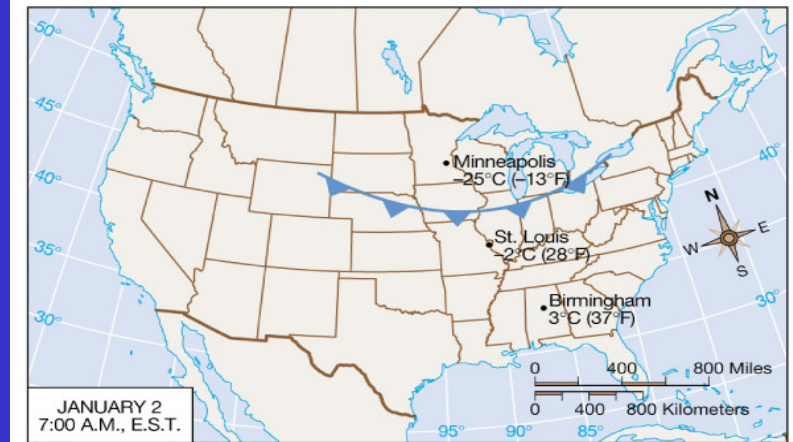 50°
45°
40°
35°
30°
Minneapolis
–25°C (–13°F)
St. Louis
–2°C (28°F)
Birmingham
3°C (37°F)
40°
30°
N
E
W
S
0 400 800 Miles
0 400 800 Kilometers
95° 90° 85°
JANUARY 2
7:00 A.M., E.S.T.